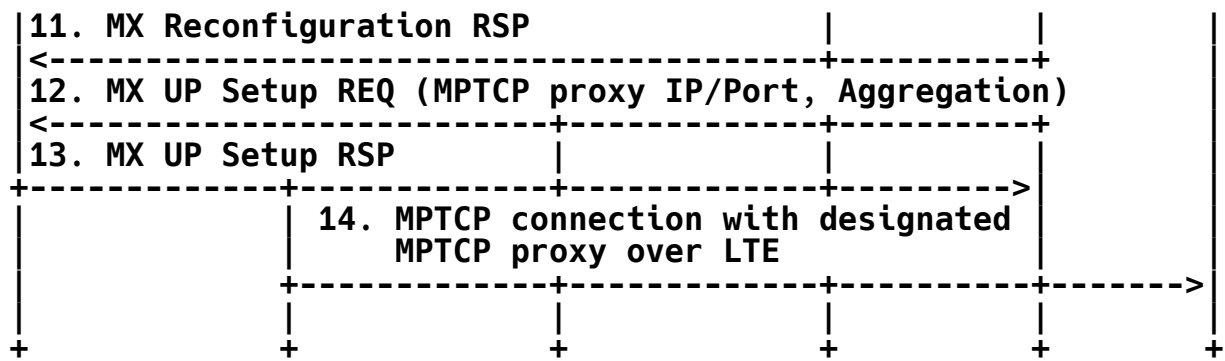 11. MX Reconfiguration RSP
12. MX UP Setup REQ (MPTCP proxy IP/Port, Aggregation)
13. MX UP Setup RSP
14. MPTCP connection with designated
MPTCP proxy over LTE